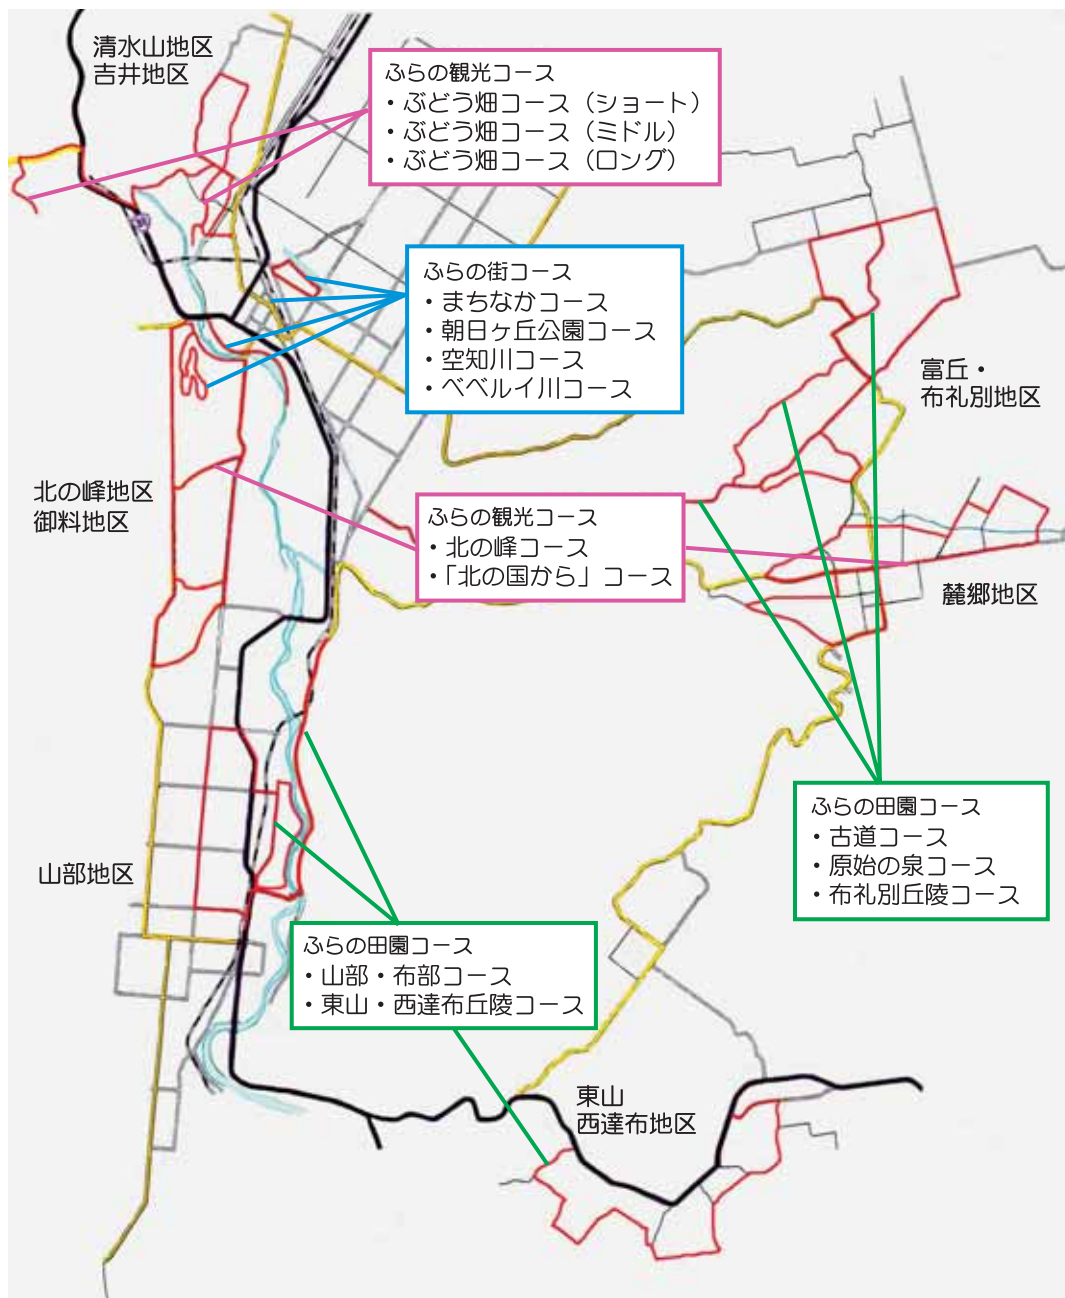 清水山地区
吉井地区
ふらの観光コース
・ぶどう畑コース（ショート）
・ぶどう畑コース（ミドル）
・ぶどう畑コース（ロング）
ふらの街コース
・まちなかコース
・朝日ヶ丘公園コース
・空知川コース
・ベベルイ川コース
富丘・
布礼別地区
北の峰地区
御料地区
ふらの観光コース
・北の峰コース
・「北の国から」コース
麓郷地区
ふらの田園コース
・古道コース
・原始の泉コース
・布礼別丘陵コース
山部地区
ふらの田園コース
・山部・布部コース
・東山・西達布丘陵コース
東山
西達布地区